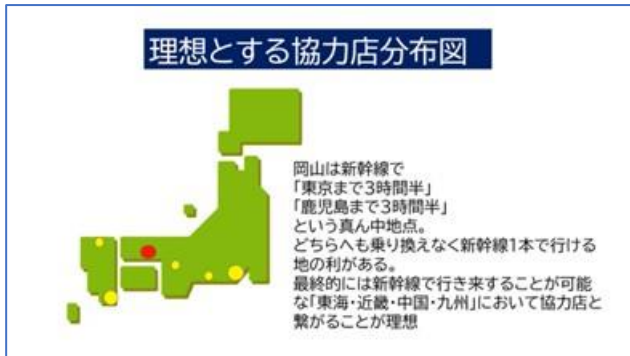 理想とする協力店分布図
岡山は新幹線で
「東京まで3時間半」
「鹿児島まで3時間半」
という真ん中地点。
どちらへも乗り換えなく新幹線1本で行ける
地の利がある。
最終的には新幹線で行き来することが可能
な「東海・近畿・中国・九州」において協力店と
繋がることが理想